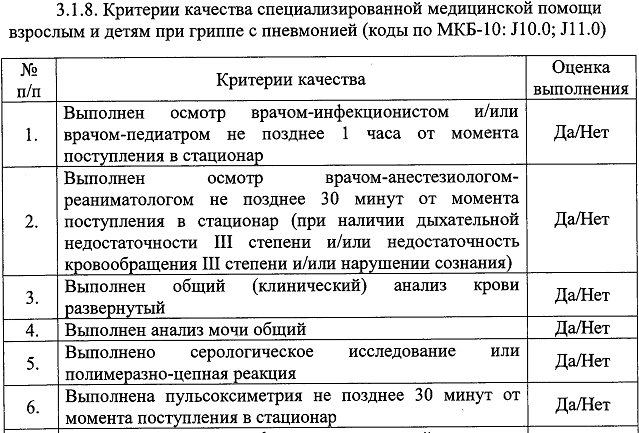 3.1.8. Критерии качества специализированной медицинской помощи
взрослым и детям при гриппе с пневмонией (коды по МКБ-10: J10.0; J11.0)
№
п/п
Критерии качества
Оценка
выполнения
1.
Выполнен осмотр врачом-инфекционистом и/или
врачом-педиатром не позднее 1 часа от момента
поступления в стационар
Да/Нет
2.
Выполнен осмотр врачом-анестезиологом-
реаниматологом не позднее 30 минут от момента
поступления в стационар (при наличии дыхательной
недостаточности III степени и/или недостаточность
кровообращения III степени и/или нарушении сознания)
Да/Нет
3.
Выполнен общий (клинический) анализ крови
развернутый
Да/Нет
4.
Выполнен анализ мочи общий
Да/Нет
5.
Выполнено серологическое исследование или
полимеразно-цепная реакция
Да/Нет
6.
Выполнена пульсоксиметрия не позднее 30 минут от
момента поступления в стационар
Да/Нет